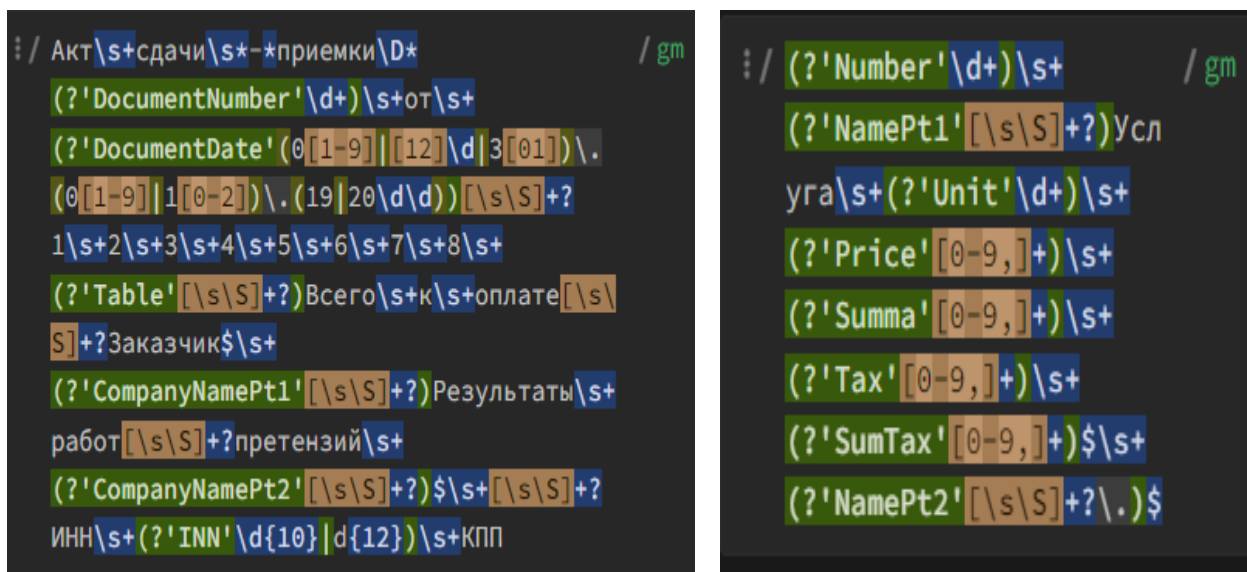 / Акт\s+сдачи\s*-*приемки\D* / gm
(?'DocumentNumber'\d+)\s+от\s+
(?'DocumentDate'(0[1-9]|[12]\d|3[01])\.
(0[1-9]|1[0-2])\.(19|20\d\d))[\s\S]+?
1\s+2\s+3\s+4\s+5\s+6\s+7\s+8\s+
(?'Table'[\s\S]+?)Всего\s+к\s+оплате[\s\
S]+?Заказчик$\s+
(?'CompanyNamePt1'[\s\S]+?)Результаты\s+
работ[\s\S]+?претензий\s+
(?'CompanyNamePt2'[\s\S]+?)$\s+[\s\S]+?
ИНН\s+(?'INN'\d{10}|d{12})\s+КПП
/ (?'Number'\d+)\s+ / gm
(?'NamePt1'[\s\S]+?)Усл
уга\s+(?'Unit'\d+)\s+
(?'Price'[0-9,]+)\s+
(?'Summa'[0-9,]+)\s+
(?'Tax'[0-9,]+)\s+
(?'SumTax'[0-9,]+)$\s+
(?'NamePt2'[\s\S]+?\.)$